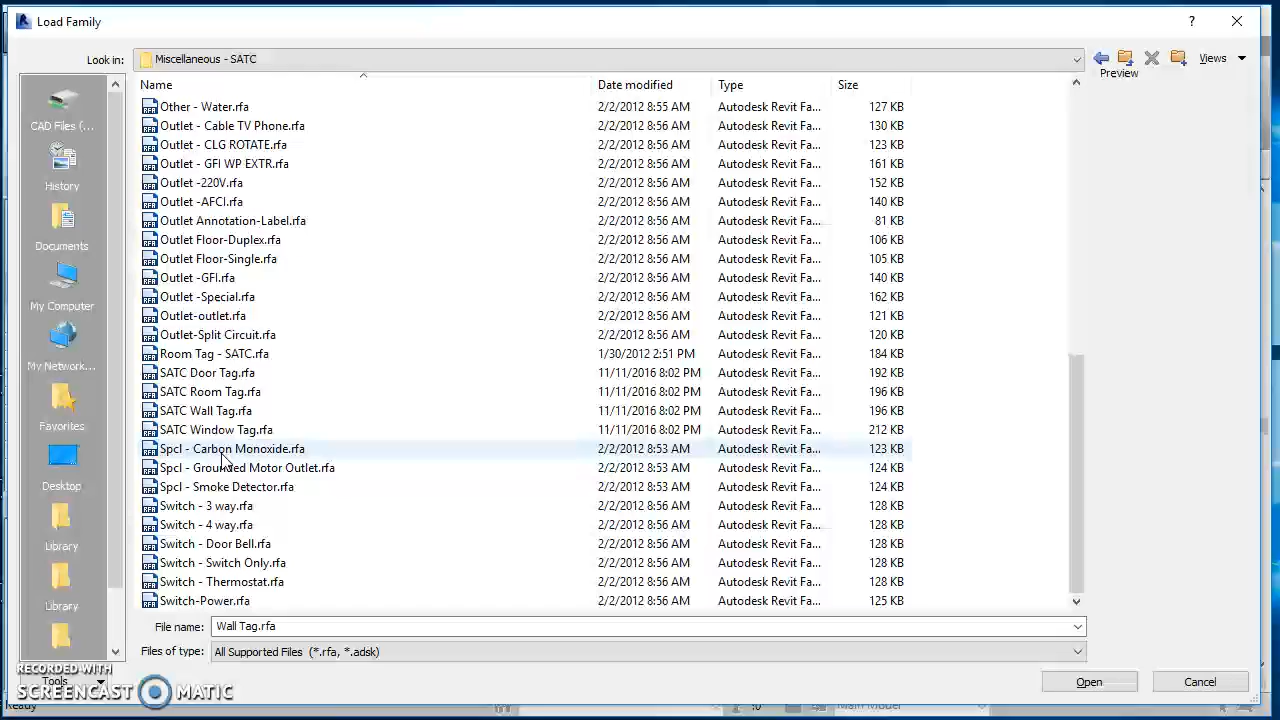 Load Family
?
Look in:
Miscellaneous - SATC
Views
Preview
Name
Date modified
Type
Size
Other - Water.rfa 2/2/2012 8:55 AM Autodesk Revit Fa... 127 KB
Outlet - Cable TV Phone.rfa 2/2/2012 8:56 AM Autodesk Revit Fa... 130 KB
Outlet - CLG ROTATE.rfa 2/2/2012 8:56 AM Autodesk Revit Fa... 123 KB
Outlet - GFI WP EXTR.rfa 2/2/2012 8:56 AM Autodesk Revit Fa... 161 KB
Outlet -220V.rfa 2/2/2012 8:56 AM Autodesk Revit Fa... 152 KB
Outlet -AFCI.rfa 2/2/2012 8:56 AM Autodesk Revit Fa... 140 KB
Outlet Annotation-Label.rfa 2/2/2012 8:56 AM Autodesk Revit Fa... 81 KB
Outlet Floor-Duplex.rfa 2/2/2012 8:56 AM Autodesk Revit Fa... 106 KB
Outlet Floor-Single.rfa 2/2/2012 8:56 AM Autodesk Revit Fa... 105 KB
Outlet -GFI.rfa 2/2/2012 8:56 AM Autodesk Revit Fa... 140 KB
Outlet -Special.rfa 2/2/2012 8:56 AM Autodesk Revit Fa... 162 KB
Outlet-outlet.rfa 2/2/2012 8:56 AM Autodesk Revit Fa... 121 KB
Outlet-Split Circuit.rfa 2/2/2012 8:56 AM Autodesk Revit Fa... 120 KB
Room Tag - SATC.rfa 1/30/2012 2:51 PM Autodesk Revit Fa... 184 KB
SATC Door Tag.rfa 11/11/2016 8:02 PM Autodesk Revit Fa... 192 KB
SATC Room Tag.rfa 11/11/2016 8:02 PM Autodesk Revit Fa... 196 KB
SATC Wall Tag.rfa 11/11/2016 8:02 PM Autodesk Revit Fa... 196 KB
SATC Window Tag.rfa 11/11/2016 8:02 PM Autodesk Revit Fa... 212 KB
Spcl - Carbon Monoxide.rfa 2/2/2012 8:53 AM Autodesk Revit Fa... 123 KB
Spcl - Grounded Motor Outlet.rfa 2/2/2012 8:53 AM Autodesk Revit Fa... 124 KB
Spcl - Smoke Detector.rfa 2/2/2012 8:53 AM Autodesk Revit Fa... 124 KB
Switch - 3 way.rfa 2/2/2012 8:56 AM Autodesk Revit Fa... 128 KB
Switch - 4 way.rfa 2/2/2012 8:56 AM Autodesk Revit Fa... 128 KB
Switch - Door Bell.rfa 2/2/2012 8:56 AM Autodesk Revit Fa... 128 KB
Switch - Switch Only.rfa 2/2/2012 8:56 AM Autodesk Revit Fa... 128 KB
Switch - Thermostat.rfa 2/2/2012 8:56 AM Autodesk Revit Fa... 128 KB
Switch-Power.rfa 2/2/2012 8:56 AM Autodesk Revit Fa... 125 KB
CAD Files (...
History
Documents
My Computer
My Network...
Favorites
Desktop
Library
Library
File name: Wall Tag.rfa
Files of type: All Supported Files (*.rfa, *.adsk)
Tools
Open
Cancel
RECORDED WITH
SCREENCAST MATIC
Ready
:0
Main Model